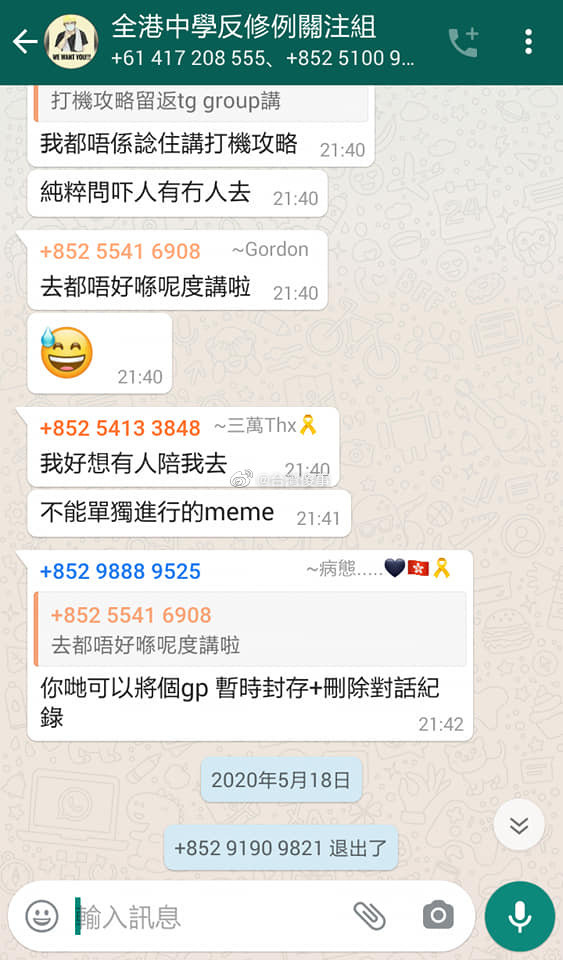 全港中學反修例關注組
+61 417 208 555、+852 5100 9...
WE WANT YOU!!!
打機攻略留返tg group講
我都唔係諗住講打機攻略 21:40
純粹問吓人有冇人去 21:40
+852 5541 6908 ~Gordon
去都唔好喺呢度講啦 21:40
21:40
+852 5413 3848 ~三萬Thx🎗
我好想有人陪我去 21:40
不能單獨進行的meme 21:41
+852 9888 9525 ~病態.....🖤🇭🇰🎗
+852 5541 6908
去都唔好喺呢度講啦
你哋可以將個gp 暫時封存+刪除對話紀
錄 21:42
2020年5月18日
+852 9190 9821 退出了
輸入訊息